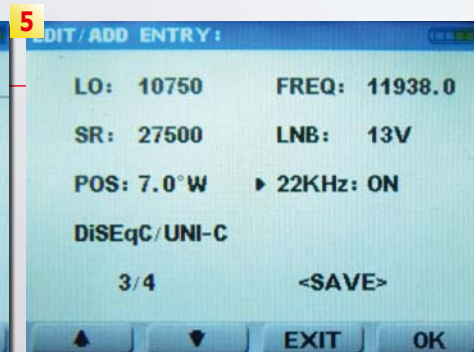 5
EDIT/ADD ENTRY:
LO: 10750 FREQ: 11938.0
SR: 27500 LNB: 13V
POS: 7.0°W ▶ 22KHz: ON
DiSEqC/UNI-C
3/4 <SAVE>
▲ ▼ EXIT OK